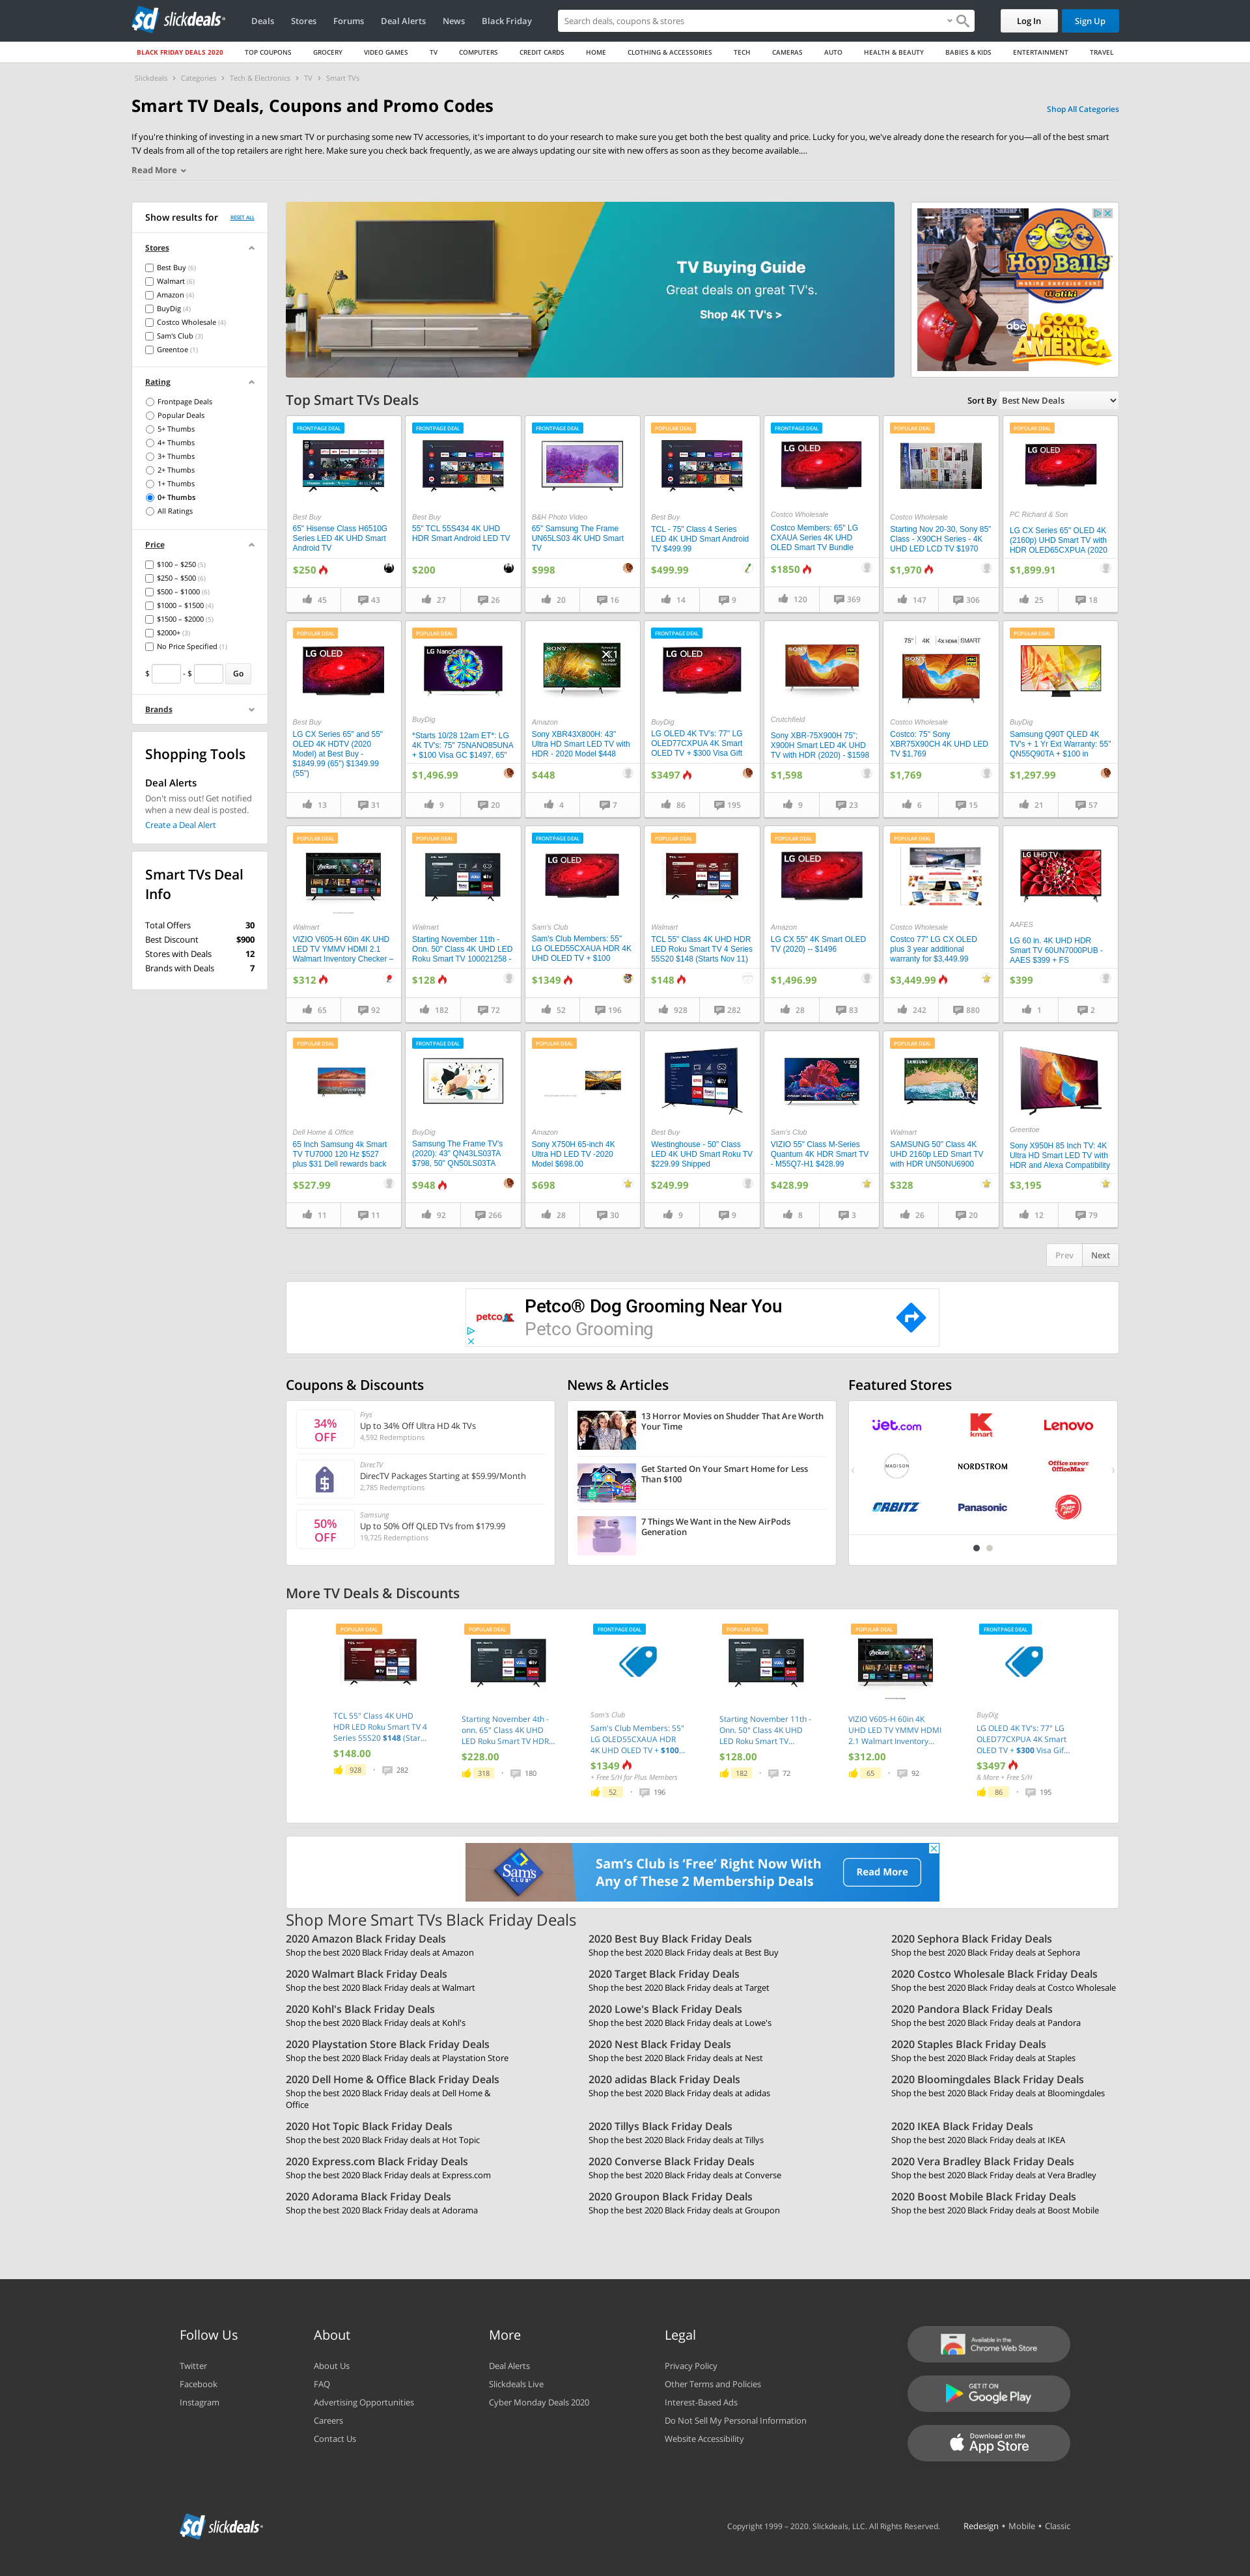 slickdeals
Deals
Stores
Forums
Deal Alerts
News
Black Friday
Search deals, coupons & stores
Log In
Sign Up
BLACK FRIDAY DEALS 2020
TOP COUPONS
GROCERY
VIDEO GAMES
TV
COMPUTERS
CREDIT CARDS
HOME
CLOTHING & ACCESSORIES
TECH
CAMERAS
AUTO
HEALTH & BEAUTY
BABIES & KIDS
ENTERTAINMENT
TRAVEL
Slickdeals > Categories > Tech & Electronics > TV > Smart TVs
Smart TV Deals, Coupons and Promo Codes
Shop All Categories
If you're thinking of investing in a new smart TV or purchasing some new TV accessories, it's important to do your research to make sure you get both the best quality and price. Lucky for you, we've already done the research for you—all of the best smart
TV deals from all of the top retailers are right here. Make sure you check back frequently, as we are always updating our site with new offers as soon as they become available....
Read More
Show results for
RESET ALL
Stores
Best Buy (6)
Walmart (6)
Amazon (4)
BuyDig (4)
Costco Wholesale (4)
Sam's Club (3)
Greentoe (1)
Rating
Frontpage Deals
Popular Deals
5+ Thumbs
4+ Thumbs
3+ Thumbs
2+ Thumbs
1+ Thumbs
0+ Thumbs
All Ratings
Price
$100 – $250 (5)
$250 – $500 (6)
$500 – $1000 (6)
$1000 – $1500 (4)
$1500 – $2000 (5)
$2000+ (3)
No Price Specified (1)
$ - $ Go
Brands
Shopping Tools
Deal Alerts
Don't miss out! Get notified
when a new deal is posted.
Create a Deal Alert
Smart TVs Deal
Info
Total Offers 30
Best Discount $900
Stores with Deals 12
Brands with Deals 7
TV Buying Guide
Great deals on great TV's.
Shop 4K TV's >
Hop Balls
making exercise fun!
Waliki
abc
GOOD
MORNING
AMERICA
Top Smart TVs Deals
Sort By Best New Deals
FRONTPAGE DEAL
Best Buy
65" Hisense Class H6510G
Series LED 4K UHD Smart
Android TV
$250
45 43
FRONTPAGE DEAL
Best Buy
55" TCL 55S434 4K UHD
HDR Smart Android LED TV
$200
27 26
FRONTPAGE DEAL
B&H Photo Video
65" Samsung The Frame
UN65LS03 4K UHD Smart
TV
$998
20 16
POPULAR DEAL
Best Buy
TCL - 75" Class 4 Series
LED 4K UHD Smart Android
TV $499.99
$499.99
14 9
FRONTPAGE DEAL
LG OLED
Costco Wholesale
Costco Members: 65" LG
CXAUA Series 4K UHD
OLED Smart TV Bundle
$1850
120 369
POPULAR DEAL
Costco Wholesale
Starting Nov 20-30, Sony 85"
Class - X90CH Series - 4K
UHD LED LCD TV $1970
$1,970
147 306
POPULAR DEAL
LG OLED
PC Richard & Son
LG CX Series 65" OLED 4K
(2160p) UHD Smart TV with
HDR OLED65CXPUA (2020
$1,899.91
25 18
POPULAR DEAL
LG OLED
Best Buy
LG CX Series 65" and 55"
OLED 4K HDTV (2020
Model) at Best Buy -
$1849.99 (65") $1349.99
(55")
13 31
POPULAR DEAL
LG NanoCell
BuyDig
*Starts 10/28 12am ET*: LG
4K TV's: 75" 75NANO85UNA
+ $100 Visa GC $1497, 65"
$1,496.99
9 20
SONY
Amazon
Sony XBR43X800H: 43"
Ultra HD Smart LED TV with
HDR - 2020 Model $448
$448
4 7
FRONTPAGE DEAL
LG OLED
BuyDig
LG OLED 4K TV's: 77" LG
OLED77CXPUA 4K Smart
OLED TV + $300 Visa Gift
$3497
86 195
SONY
Crutchfield
Sony XBR-75X900H 75";
X900H Smart LED 4K UHD
TV with HDR (2020) - $1598
$1,598
9 23
75" 4K 4x HDMI SMART
SONY
Costco Wholesale
Costco: 75" Sony
XBR75X90CH 4K UHD LED
TV $1,769
$1,769
6 15
POPULAR DEAL
BuyDig
Samsung Q90T QLED 4K
TV's + 1 Yr Ext Warranty: 55"
QN55Q90TA + $100 in
$1,297.99
21 57
POPULAR DEAL
Walmart
VIZIO V605-H 60in 4K UHD
LED TV YMMV HDMI 2.1
Walmart Inventory Checker –
$312
65 92
POPULAR DEAL
Walmart
Starting November 11th -
Onn. 50" Class 4K UHD LED
Roku Smart TV 100021258 -
$128
182 72
FRONTPAGE DEAL
LG OLED
Sam's Club
Sam's Club Members: 55"
LG OLED55CXAUA HDR 4K
UHD OLED TV + $100
$1349
52 196
POPULAR DEAL
Walmart
TCL 55" Class 4K UHD HDR
LED Roku Smart TV 4 Series
55S20 $148 (Starts Nov 11)
$148
928 282
POPULAR DEAL
LG OLED
Amazon
LG CX 55" 4K Smart OLED
TV (2020) -- $1496
$1,496.99
28 83
POPULAR DEAL
Costco Wholesale
Costco 77" LG CX OLED
plus 3 year additional
warranty for $3,449.99
$3,449.99
242 880
LG UHD TV
AAFES
LG 60 in. 4K UHD HDR
Smart TV 60UN7000PUB -
AAES $399 + FS
$399
1 2
POPULAR DEAL
Dell Home & Office
65 Inch Samsung 4k Smart
TV TU7000 120 Hz $527
plus $31 Dell rewards back
$527.99
11 11
FRONTPAGE DEAL
BuyDig
Samsung The Frame TV's
(2020): 43" QN43LS03TA
$798, 50" QN50LS03TA
$948
92 266
POPULAR DEAL
Amazon
Sony X750H 65-inch 4K
Ultra HD LED TV -2020
Model $698.00
$698
28 30
Best Buy
Westinghouse - 50" Class
LED 4K UHD Smart Roku TV
$229.99 Shipped
$249.99
9 9
VIZIO
Sam's Club
VIZIO 55" Class M-Series
Quantum 4K HDR Smart TV
- M55Q7-H1 $428.99
$428.99
8 3
POPULAR DEAL
SAMSUNG
UHD TV
Walmart
SAMSUNG 50" Class 4K
UHD 2160p LED Smart TV
with HDR UN50NU6900
$328
26 20
Greentoe
Sony X950H 85 Inch TV: 4K
Ultra HD Smart LED TV with
HDR and Alexa Compatibility
$3,195
12 79
Prev Next
petco
Petco® Dog Grooming Near You
Petco Grooming
Coupons & Discounts
34%
OFF
Frys
Up to 34% Off Ultra HD 4k TVs
4,592 Redemptions
DirecTV
DirecTV Packages Starting at $59.99/Month
2,785 Redemptions
50%
OFF
Samsung
Up to 50% Off QLED TVs from $179.99
19,725 Redemptions
News & Articles
13 Horror Movies on Shudder That Are Worth
Your Time
Get Started On Your Smart Home for Less
Than $100
7 Things We Want in the New AirPods
Generation
Featured Stores
jet.com
kmart
Lenovo
MADISON
NORDSTROM
Office DEPOT
OfficeMax
ORBITZ
Panasonic
Pizza Hut
More TV Deals & Discounts
POPULAR DEAL
TCL 55" Class 4K UHD
HDR LED Roku Smart TV 4
Series 55S20 $148 (Star...
$148.00
928 • 282
POPULAR DEAL
Starting November 4th -
onn. 65" Class 4K UHD
LED Roku Smart TV HDR...
$228.00
318 • 180
FRONTPAGE DEAL
Sam's Club
Sam's Club Members: 55"
LG OLED55CXAUA HDR
4K UHD OLED TV + $100...
$1349
+ Free S/H for Plus Members
52 • 196
POPULAR DEAL
Starting November 11th -
Onn. 50" Class 4K UHD
LED Roku Smart TV...
$128.00
182 • 72
POPULAR DEAL
VIZIO V605-H 60in 4K
UHD LED TV YMMV HDMI
2.1 Walmart Inventory...
$312.00
65 • 92
FRONTPAGE DEAL
BuyDig
LG OLED 4K TV's: 77" LG
OLED77CXPUA 4K Smart
OLED TV + $300 Visa Gif...
$3497
& More + Free S/H
86 • 195
Sam's
CLUB
Sam's Club is 'Free' Right Now With
Any of These 2 Membership Deals
Read More
Shop More Smart TVs Black Friday Deals
2020 Amazon Black Friday Deals
Shop the best 2020 Black Friday deals at Amazon
2020 Best Buy Black Friday Deals
Shop the best 2020 Black Friday deals at Best Buy
2020 Sephora Black Friday Deals
Shop the best 2020 Black Friday deals at Sephora
2020 Walmart Black Friday Deals
Shop the best 2020 Black Friday deals at Walmart
2020 Target Black Friday Deals
Shop the best 2020 Black Friday deals at Target
2020 Costco Wholesale Black Friday Deals
Shop the best 2020 Black Friday deals at Costco Wholesale
2020 Kohl's Black Friday Deals
Shop the best 2020 Black Friday deals at Kohl's
2020 Lowe's Black Friday Deals
Shop the best 2020 Black Friday deals at Lowe's
2020 Pandora Black Friday Deals
Shop the best 2020 Black Friday deals at Pandora
2020 Playstation Store Black Friday Deals
Shop the best 2020 Black Friday deals at Playstation Store
2020 Nest Black Friday Deals
Shop the best 2020 Black Friday deals at Nest
2020 Staples Black Friday Deals
Shop the best 2020 Black Friday deals at Staples
2020 Dell Home & Office Black Friday Deals
Shop the best 2020 Black Friday deals at Dell Home &
Office
2020 adidas Black Friday Deals
Shop the best 2020 Black Friday deals at adidas
2020 Bloomingdales Black Friday Deals
Shop the best 2020 Black Friday deals at Bloomingdales
2020 Hot Topic Black Friday Deals
Shop the best 2020 Black Friday deals at Hot Topic
2020 Tillys Black Friday Deals
Shop the best 2020 Black Friday deals at Tillys
2020 IKEA Black Friday Deals
Shop the best 2020 Black Friday deals at IKEA
2020 Express.com Black Friday Deals
Shop the best 2020 Black Friday deals at Express.com
2020 Converse Black Friday Deals
Shop the best 2020 Black Friday deals at Converse
2020 Vera Bradley Black Friday Deals
Shop the best 2020 Black Friday deals at Vera Bradley
2020 Adorama Black Friday Deals
Shop the best 2020 Black Friday deals at Adorama
2020 Groupon Black Friday Deals
Shop the best 2020 Black Friday deals at Groupon
2020 Boost Mobile Black Friday Deals
Shop the best 2020 Black Friday deals at Boost Mobile
Follow Us
Twitter
Facebook
Instagram
About
About Us
FAQ
Advertising Opportunities
Careers
Contact Us
More
Deal Alerts
Slickdeals Live
Cyber Monday Deals 2020
Legal
Privacy Policy
Other Terms and Policies
Interest-Based Ads
Do Not Sell My Personal Information
Website Accessibility
Available in the
Chrome Web Store
GET IT ON
Google Play
Download on the
App Store
slickdeals
Copyright 1999 – 2020. Slickdeals, LLC. All Rights Reserved.
Redesign • Mobile • Classic